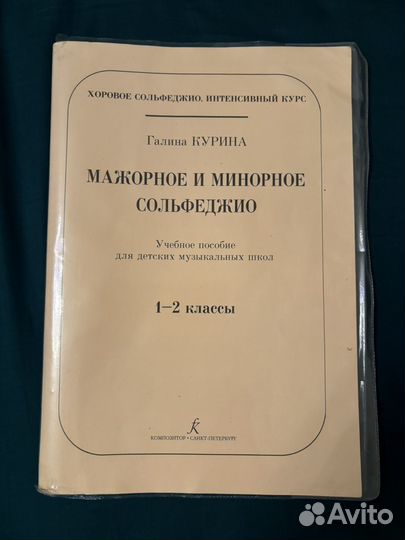 ХОРОВОЕ СОЛЬФЕДЖИО. ИНТЕНСИВНЫЙ КУРС
Галина КУРИНА
МАЖОРНОЕ И МИНОРНОЕ
СОЛЬФЕДЖИО
Учебное пособие
для детских музыкальных школ
1–2 классы
КОМПОЗИТОР • САНКТ-ПЕТЕРБУРГ
Avito